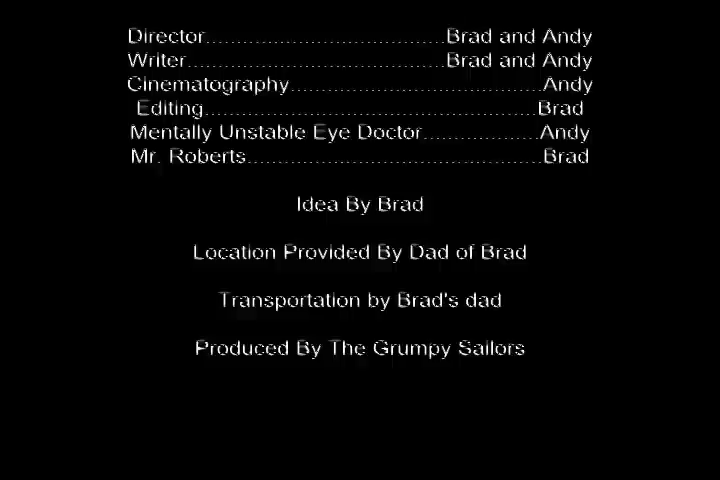 Director......................................Brad and Andy
Writer.........................................Brad and Andy
Cinematography........................................Andy
Editing.....................................................Brad
Mentally Unstable Eye Doctor..................Andy
Mr. Roberts...............................................Brad
Idea By Brad
Location Provided By Dad of Brad
Transportation by Brad's dad
Produced By The Grumpy Sailors